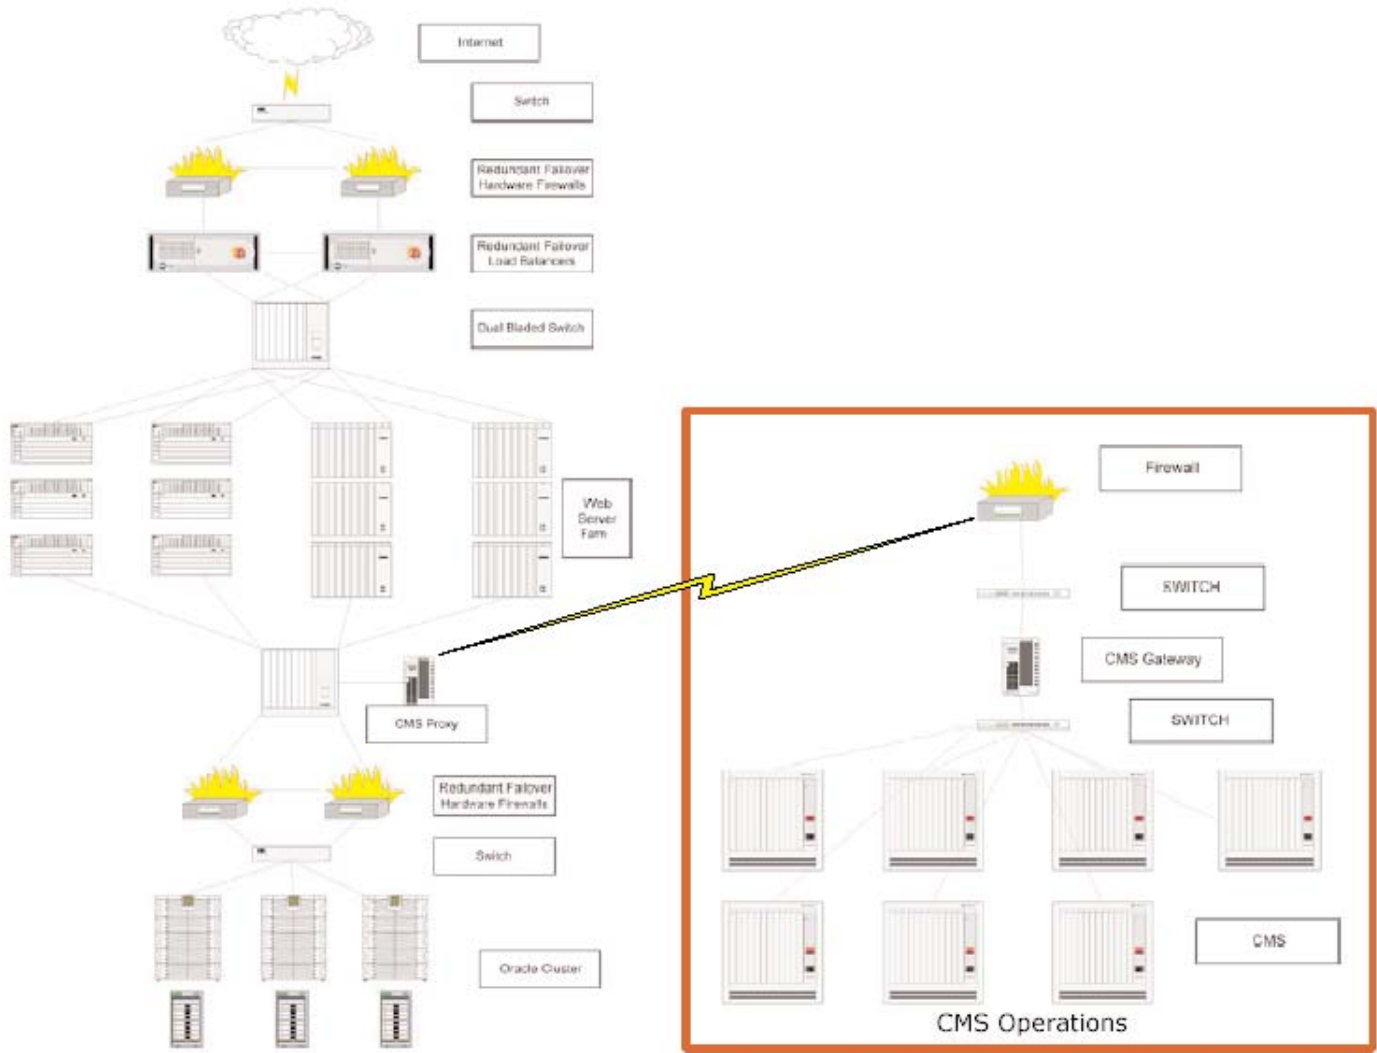 Internet
Switch
Redundant Failover
Hardware Firewalls
Redundant Failover
Load Balancers
Dual Bladed Switch
Web
Server
Farm
CMS Proxy
Redundant Failover
Hardware Firewalls
Switch
Oracle Cluster
Firewall
SWITCH
CMS Gateway
SWITCH
CMS
CMS Operations